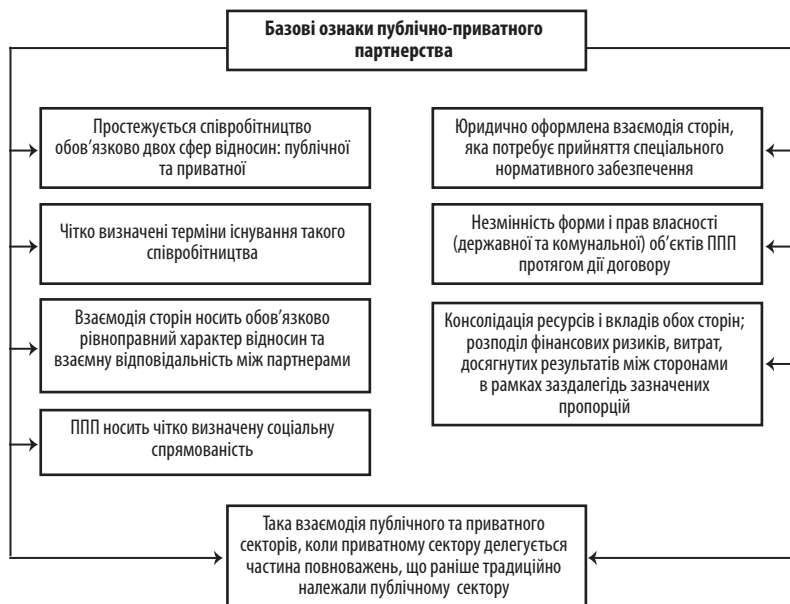 Базові ознаки публічно-приватного
партнерства
Простежується співробітництво
обов’язково двох сфер відносин: публічної
та приватної
Чітко визначені терміни існування такого
співробітництва
Взаємодія сторін носить обов’язково
рівноправний характер відносин та
взаємну відповідальність між партнерами
ППП носить чітко визначену соціальну
спрямованість
Юридично оформлена взаємодія сторін,
яка потребує прийняття спеціального
нормативного забезпечення
Незмінність форми і прав власності
(державної та комунальної) об’єктів ППП
протягом дії договору
Консолідація ресурсів і вкладів обох сторін;
розподіл фінансових ризиків, витрат,
досягнутих результатів між сторонами
в рамках заздалегідь зазначених
пропорцій
Така взаємодія публічного та приватного
секторів, коли приватному сектору делегується
частина повноважень, що раніше традиційно
належали публічному сектору